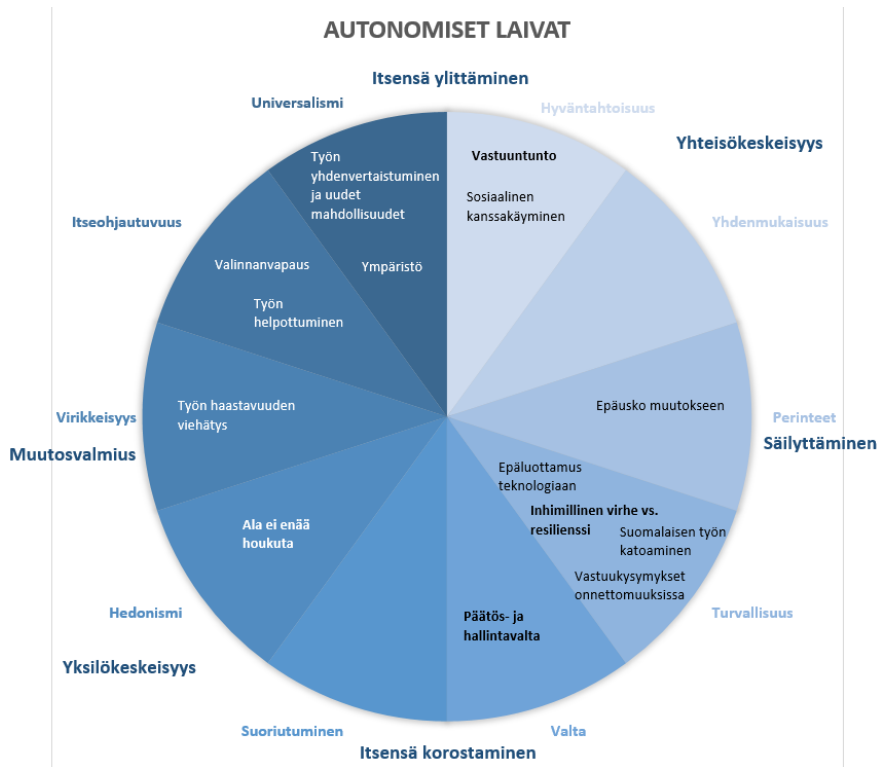 AUTONOMISET LAIVAT
Itsensä ylittäminen
Universalismi
Hyväntahtoisuus
Yhteisökeskeisyys
Työn
yhdenvertaistuminen
ja uudet
mahdollisuudet
Vastuuntunto
Sosiaalinen
kanssakäyminen
Itseohjautuvuus
Yhdenmukaisuus
Valinnanvapaus
Ympäristö
Työn
helpottuminen
Virikkeisyys
Työn haastavuuden
viehätys
Epäusko muutokseen
Perinteet
Muutosvalmius
Säilyttäminen
Epäluottamus
teknologiaan
Inhimillinen virhe vs.
resilienssi
Suomalaisen työn
katoaminen
Ala ei enää
houkuta
Vastuukysymykset
onnettomuuksissa
Hedonismi
Päätös- ja
hallintavalta
Turvallisuus
Yksilökeskeisyys
Suoriutuminen
Valta
Itsensä korostaminen